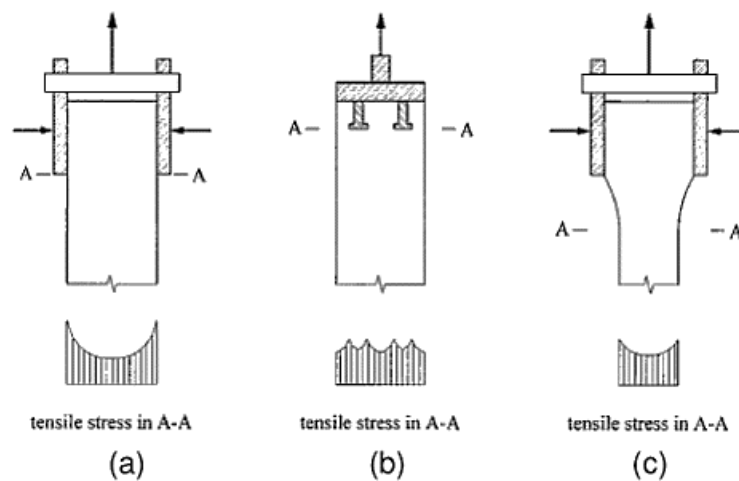 A – – A
A – – A
A – – A
tensile stress in A-A
tensile stress in A-A
tensile stress in A-A
(a)
(b)
(c)